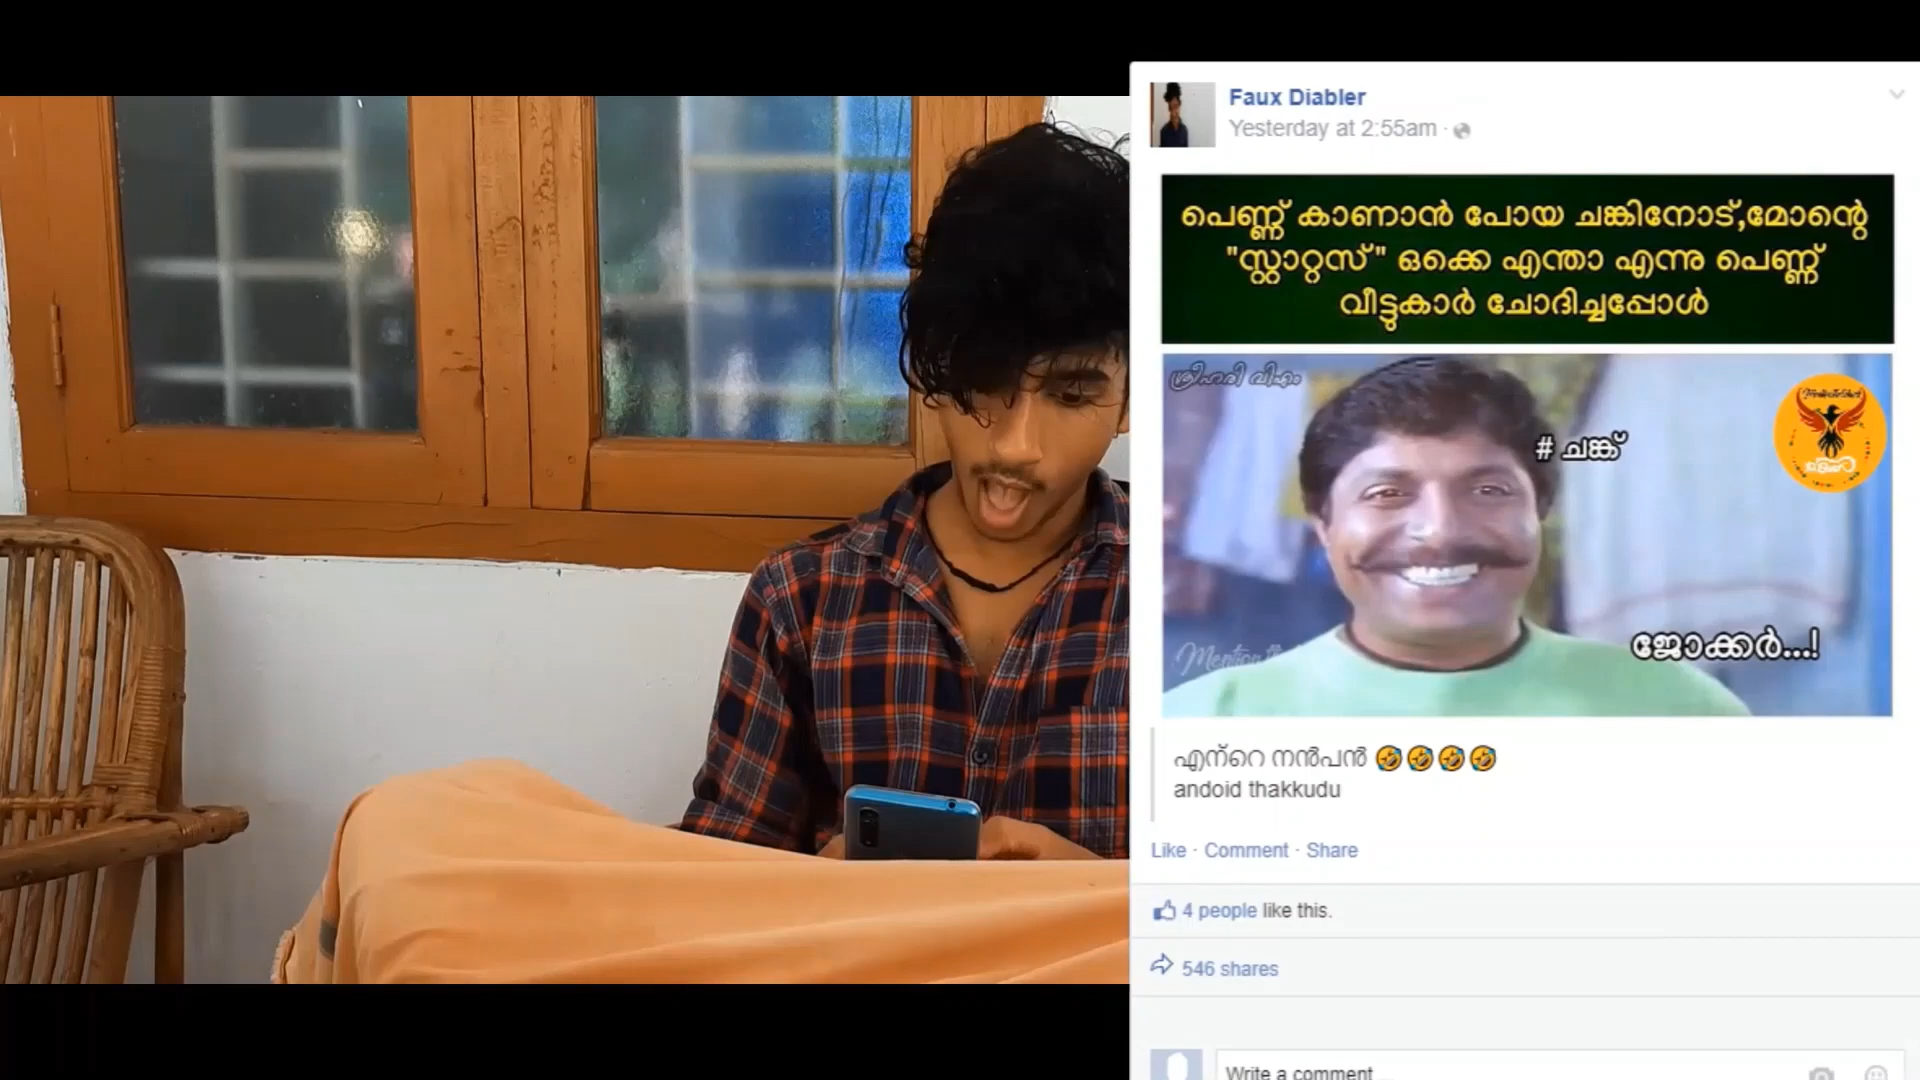 Faux Diabler
Yesterday at 2:55am ·
പെണ്ണ് കാണാൻ പോയ ചങ്കിനോട്,മോന്റെ
"സ്റ്റാറ്റസ്" ഒക്കെ എന്താ എന്നു പെണ്ണ്
വീട്ടുകാർ ചോദിച്ചപ്പോൾ
ശ്രീഹരി വിഎം
# ചങ്ക്
ജോക്കർ...!
എന്റെ നൻപൻ 🤣🤣🤣🤣
andoid thakkudu
Like · Comment · Share
4 people like this.
546 shares
Write a comment...